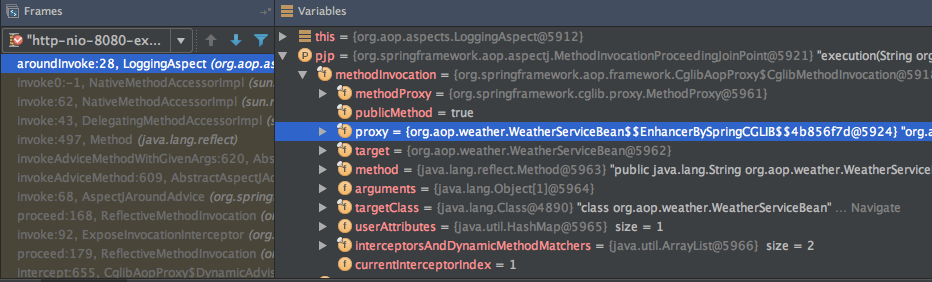 Frames
"http-nio-8080-ex...
aroundInvoke:28, LoggingAspect (org.aop.as
invoke0:-1, NativeMethodAccessorImpl (sun.
invoke:62, NativeMethodAccessorImpl (sun.r
invoke:43, DelegatingMethodAccessorImpl (s
invoke:497, Method (java.lang.reflect)
invokeAdviceMethodWithGivenArgs:620, Abs
invokeAdviceMethod:609, AbstractAspectJA
invoke:68, AspectJAroundAdvice (org.spring
proceed:168, ReflectiveMethodInvocation (o
invoke:92, ExposeInvocationInterceptor (org
proceed:179, ReflectiveMethodInvocation (o
intercept:655, CglibAopProxy$DynamicAdvis
Variables
this = {org.aop.aspects.LoggingAspect@5912}
pjp = {org.springframework.aop.aspectj.MethodInvocationProceedingJoinPoint@5921} "execution(String o
methodInvocation = {org.springframework.aop.framework.CglibAopProxy$CglibMethodInvocation@5918
methodProxy = {org.springframework.cglib.proxy.MethodProxy@5961}
publicMethod = true
proxy = {org.aop.weather.WeatherServiceBean$$EnhancerBySpringCGLIB$$4b856f7d@5924} "org.a
target = {org.aop.weather.WeatherServiceBean@5962}
method = {java.lang.reflect.Method@5963} "public java.lang.String org.aop.weather.WeatherService
arguments = {java.lang.Object[1]@5964}
targetClass = {java.lang.Class@4890} "class org.aop.weather.WeatherServiceBean" ... Navigate
userAttributes = {java.util.HashMap@5965} size = 1
interceptorsAndDynamicMethodMatchers = {java.util.ArrayList@5966} size = 2
currentInterceptorIndex = 1